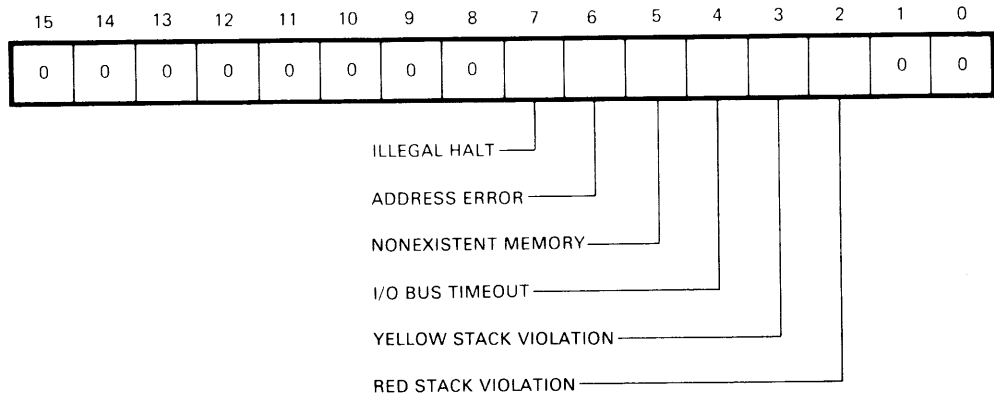 15 14 13 12 11 10 9 8 7 6 5 4 3 2 1 0
0 0 0 0 0 0 0 0 0 0
ILLEGAL HALT
ADDRESS ERROR
NONEXISTENT MEMORY
I/O BUS TIMEOUT
YELLOW STACK VIOLATION
RED STACK VIOLATION